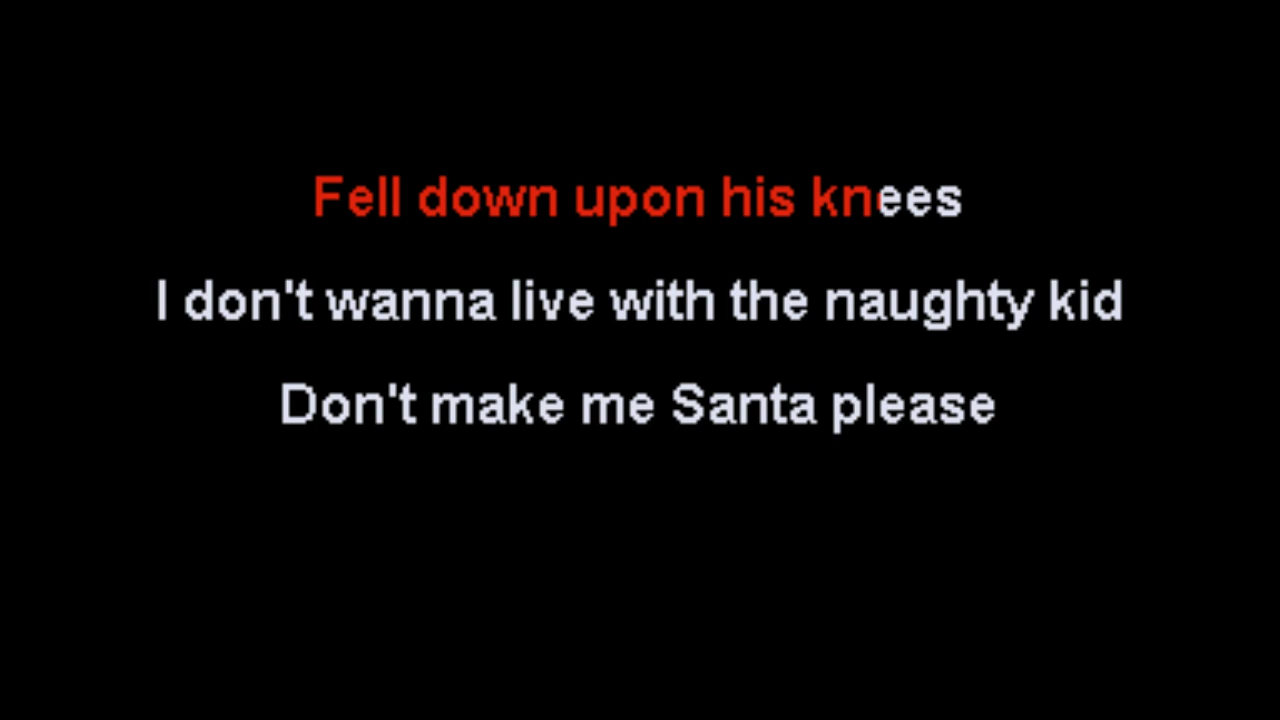 Fell down upon his knees
I don't wanna live with the naughty kid
Don't make me Santa please